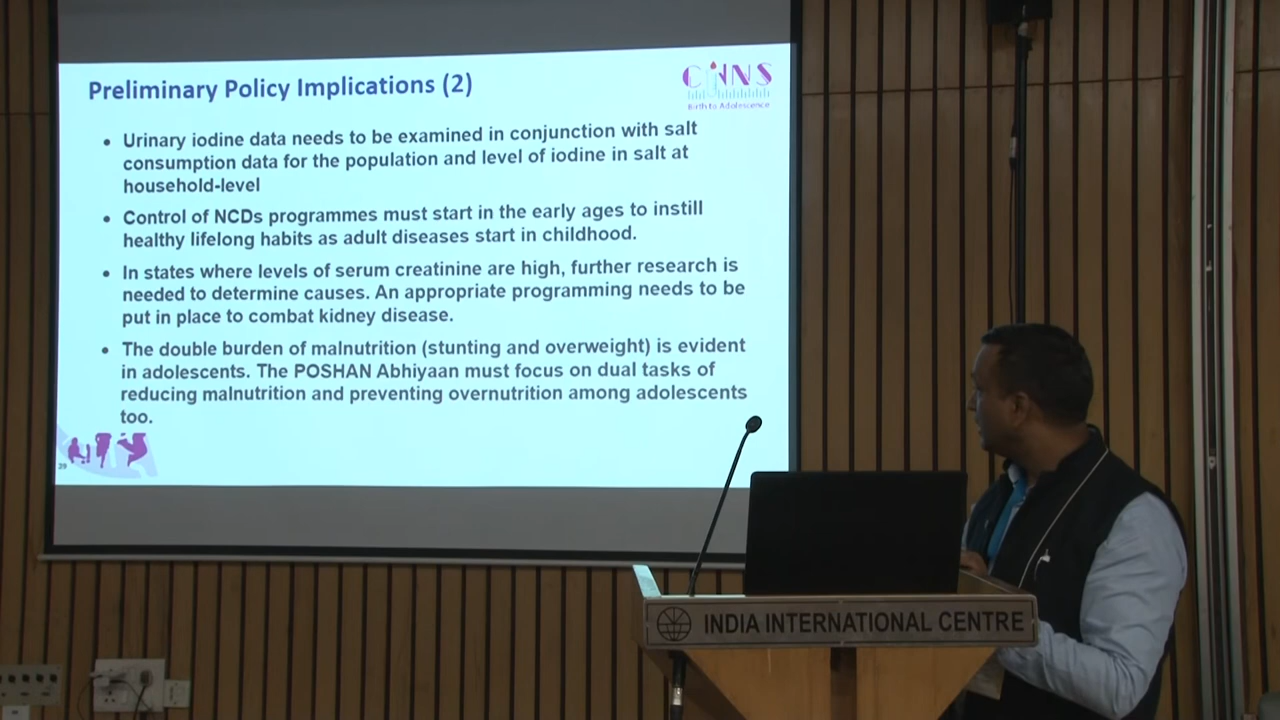 Preliminary Policy Implications (2)
CNNS
Birth to Adolescence
• Urinary iodine data needs to be examined in conjunction with salt
consumption data for the population and level of iodine in salt at
household-level
• Control of NCDs programmes must start in the early ages to instill
healthy lifelong habits as adult diseases start in childhood.
• In states where levels of serum creatinine are high, further research is
needed to determine causes. An appropriate programming needs to be
put in place to combat kidney disease.
• The double burden of malnutrition (stunting and overweight) is evident
in adolescents. The POSHAN Abhiyaan must focus on dual tasks of
reducing malnutrition and preventing overnutrition among adolescents
too.
39
INDIA INTERNATIONAL CENTRE